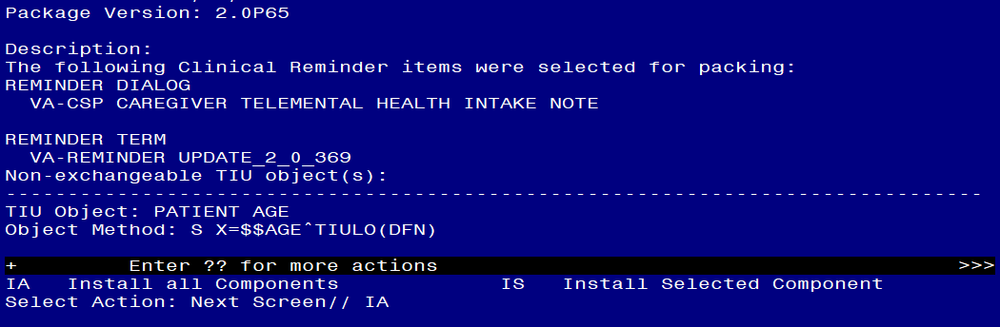 Package Version: 2.0P65
Description:
The following Clinical Reminder items were selected for packing:
REMINDER DIALOG
VA-CSP CAREGIVER TELEMENTAL HEALTH INTAKE NOTE
REMINDER TERM
VA-REMINDER UPDATE_2_0_369
Non-exchangeable TIU object(s):
--------------------------------------------------------------------------------
TIU Object: PATIENT AGE
Object Method: S X=$$AGE^TIULO(DFN)
+ Enter ?? for more actions >>>
IA Install all Components IS Install Selected Component
Select Action: Next Screen// IA